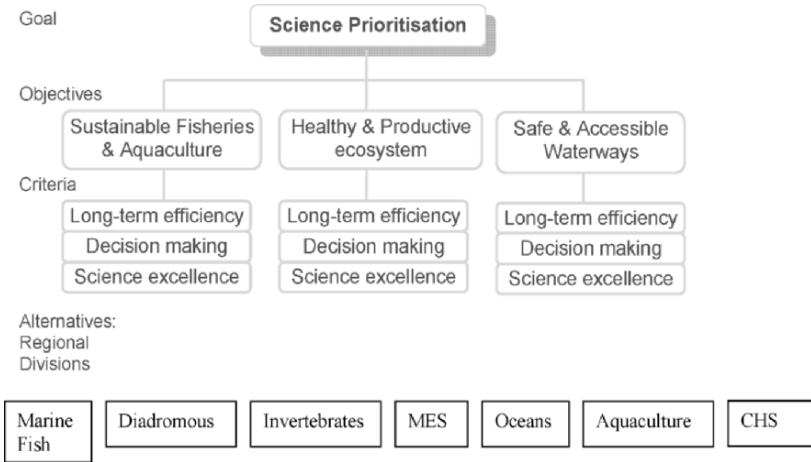 Goal
Science Prioritisation
Objectives
Sustainable Fisheries
& Aquaculture
Healthy & Productive
ecosystem
Safe & Accessible
Waterways
Criteria
Long-term efficiency
Decision making
Science excellence
Long-term efficiency
Decision making
Science excellence
Long-term efficiency
Decision making
Science excellence
Alternatives:
Regional
Divisions
Marine
Fish
Diadromous
Invertebrates
MES
Oceans
Aquaculture
CHS